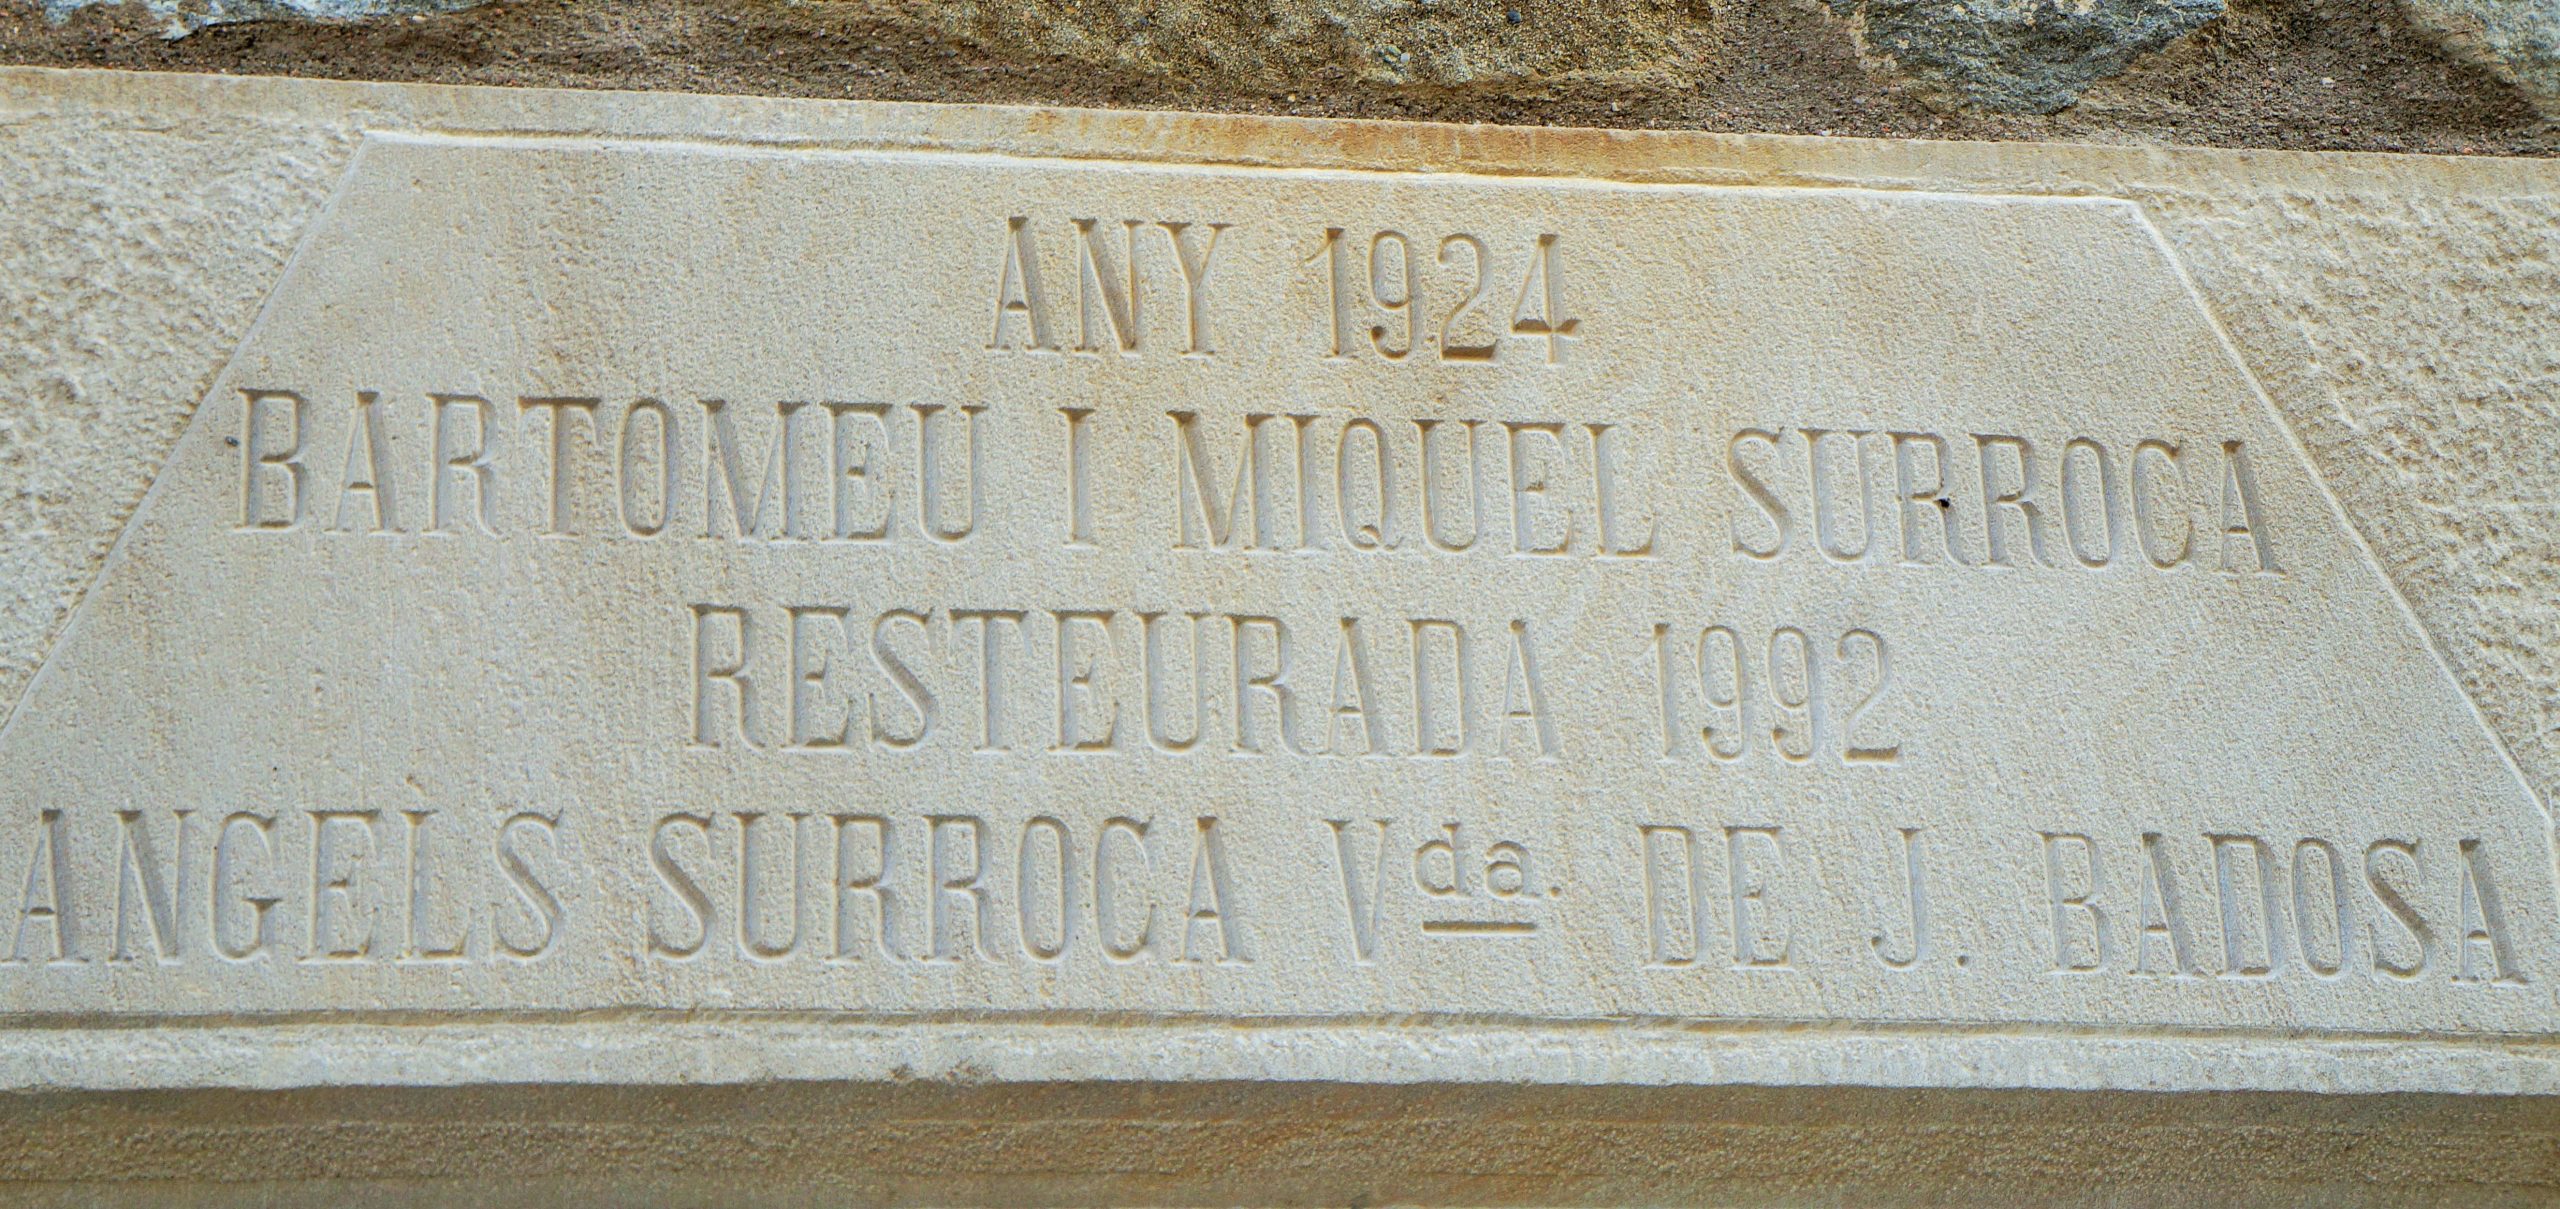 ANY 1924
BARTOMEU I MIQUEL SURROCA
RESTEURADA 1992
ANGELS SURROCA Vda. DE J. BADOSA